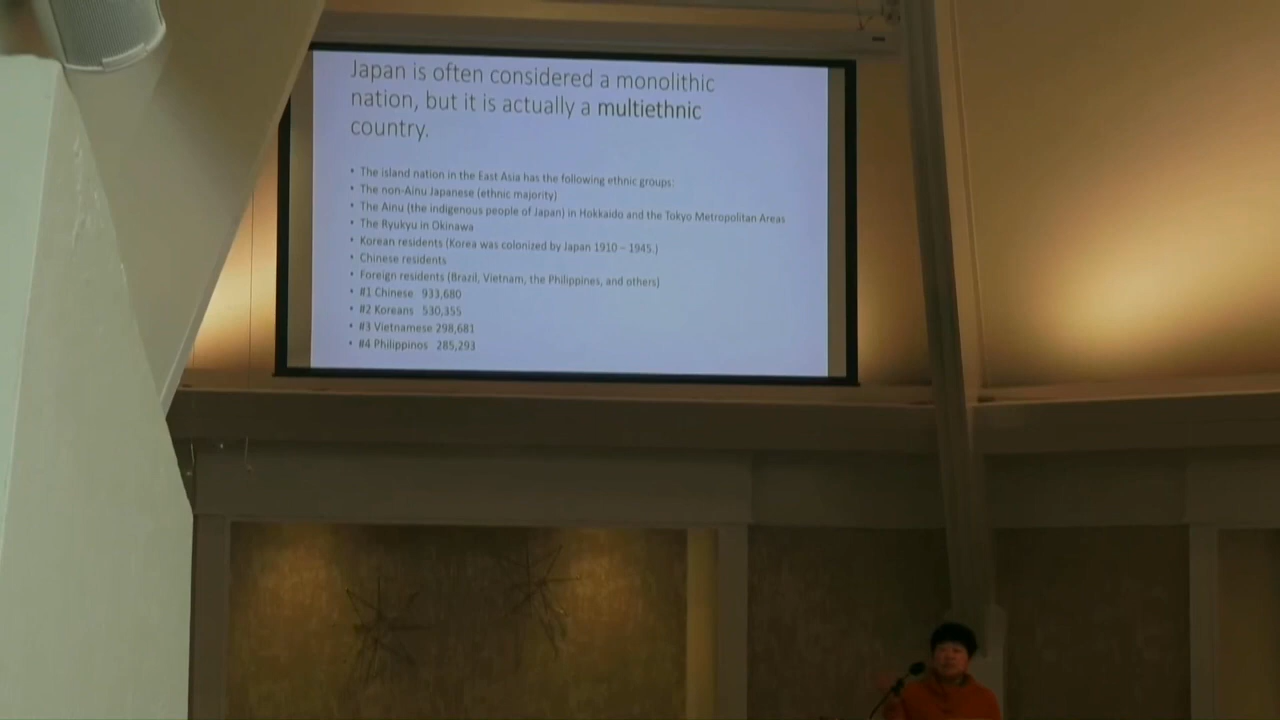 Japan is often considered a monolithic
nation, but it is actually a multiethnic
country.
• The island nation in the East Asia has the following ethnic groups:
• The non-Ainu Japanese (ethnic majority)
• The Ainu (the indigenous people of Japan) in Hokkaido and the Tokyo Metropolitan Areas
• The Ryukyu in Okinawa
• Korean residents (Korea was colonized by Japan 1910 – 1945.)
• Chinese residents
• Foreign residents (Brazil, Vietnam, the Philippines, and others)
• #1 Chinese 933,680
• #2 Koreans 530,355
• #3 Vietnamese 298,681
• #4 Philippinos 285,293